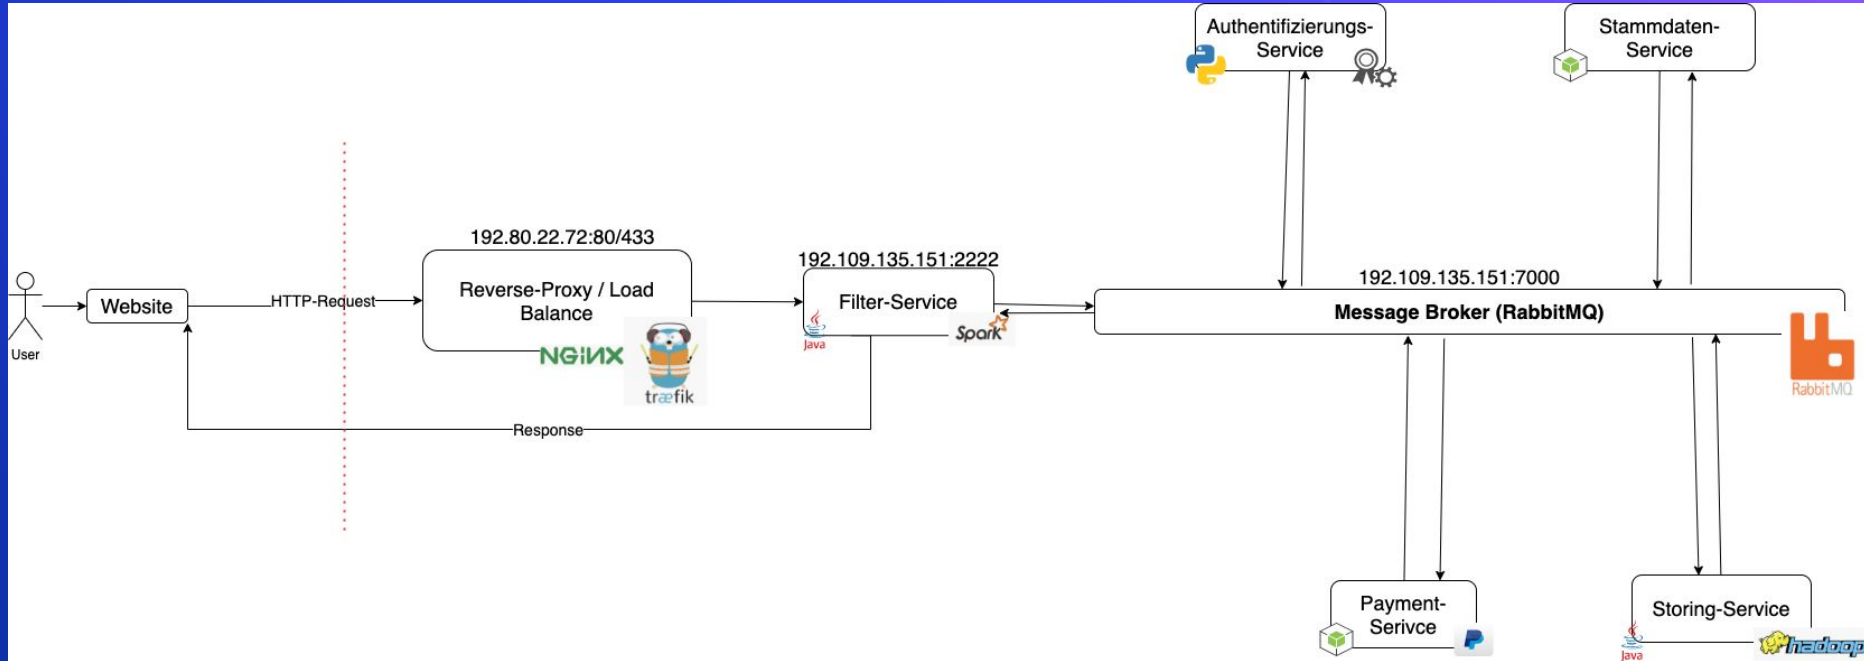 Authentifizierungs-
Service
Stammdaten-
Service
192.80.22.72:80/433
Reverse-Proxy / Load
Balance
NGiNX
træfik
192.109.135.151:2222
Filter-Service
Java
Spark
192.109.135.151:7000
Message Broker (RabbitMQ)
RabbitMQ
User
Website
HTTP-Request
Response
Payment-
Serivce
Storing-Service
Java
hadoop